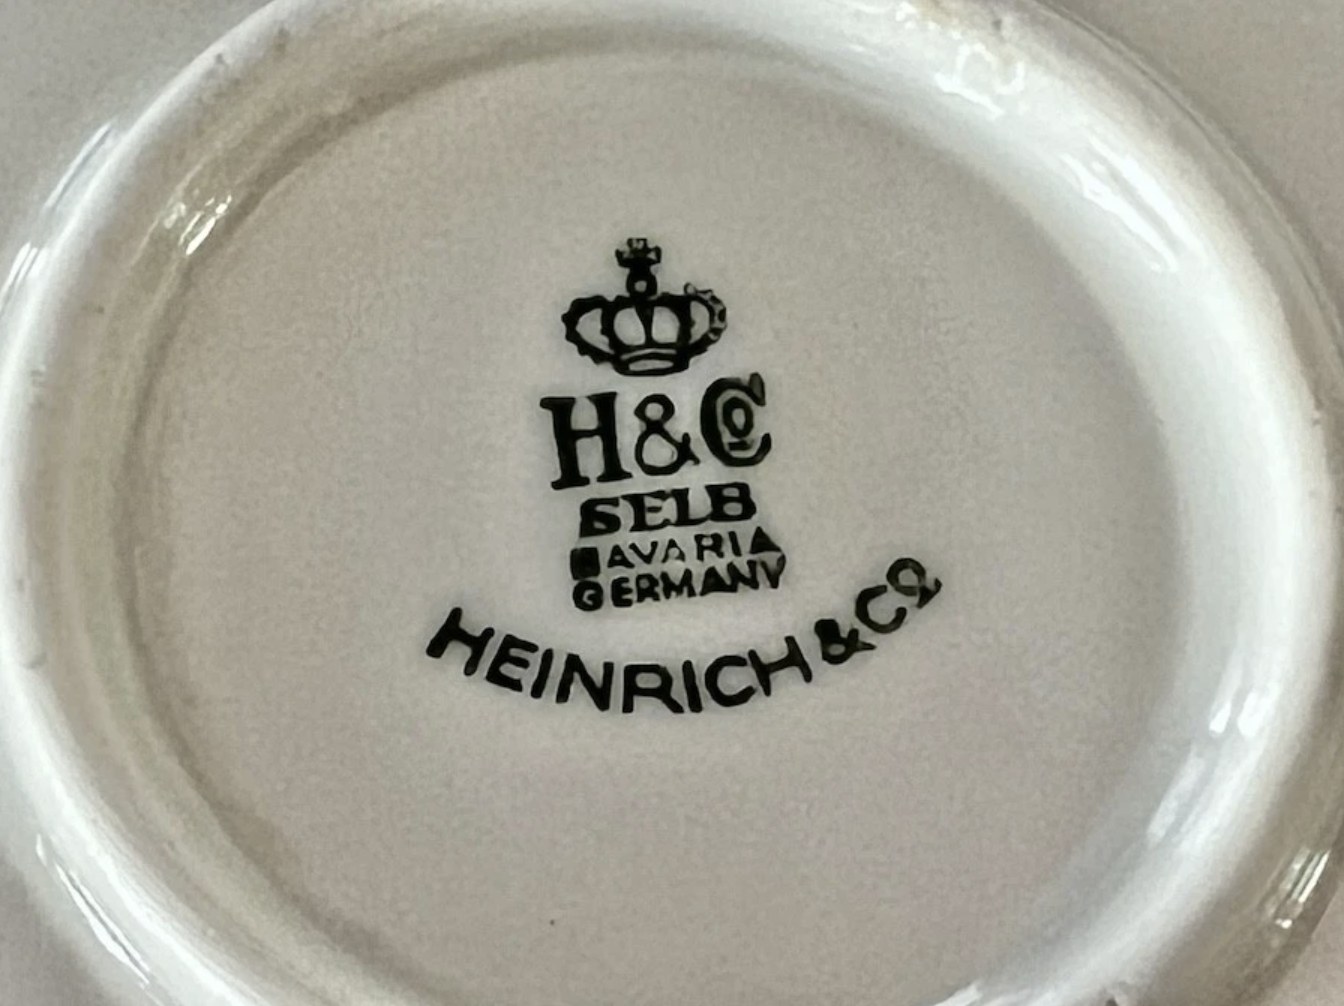 H&Co
SELB
BAVARIA
GERMANY
HEINRICH & Co